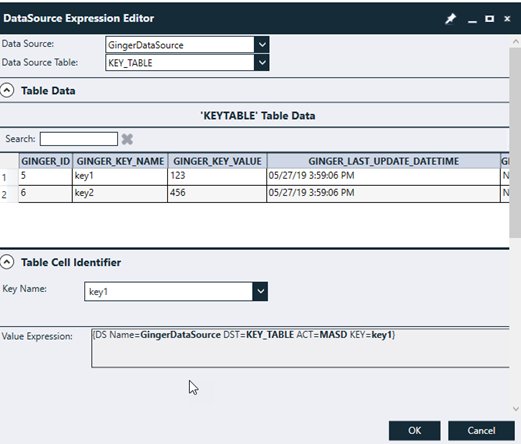 DataSource Expression Editor
Data Source: GingerDataSource
Data Source Table: KEY_TABLE
Table Data
'KEYTABLE' Table Data
Search:
GINGER_ID GINGER_KEY_NAME GINGER_KEY_VALUE GINGER_LAST_UPDATE_DATETIME
1 5 key1 123 05/27/19 3:59:06 PM N
2 6 key2 456 05/27/19 3:59:06 PM N
Table Cell Identifier
Key Name: key1
Value Expression: {DS Name=GingerDataSource DST=KEY_TABLE ACT=MASD KEY=key1}
OK Cancel